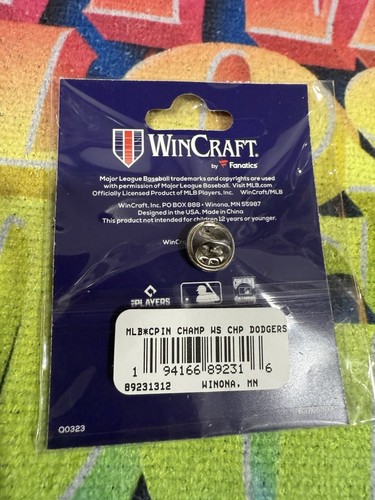 WINCRAFT.
by Fanatics
Major League Baseball trademarks and copyrights are used
with permission of Major League Baseball. Visit MLB.com.
Officially Licensed Product of MLB Players, Inc. WinCraft/MLB
WinCraft, Inc. PO BOX 888 • Winona, MN 55987
Designed in the USA. Made in China
This product not intended for children 12 years or younger.
WinCr
PLAYERS
MLB*CPIN CHAMP WS CHP DODGERS
1 94166 89231 6
89231312 WINONA, MN
Q0323